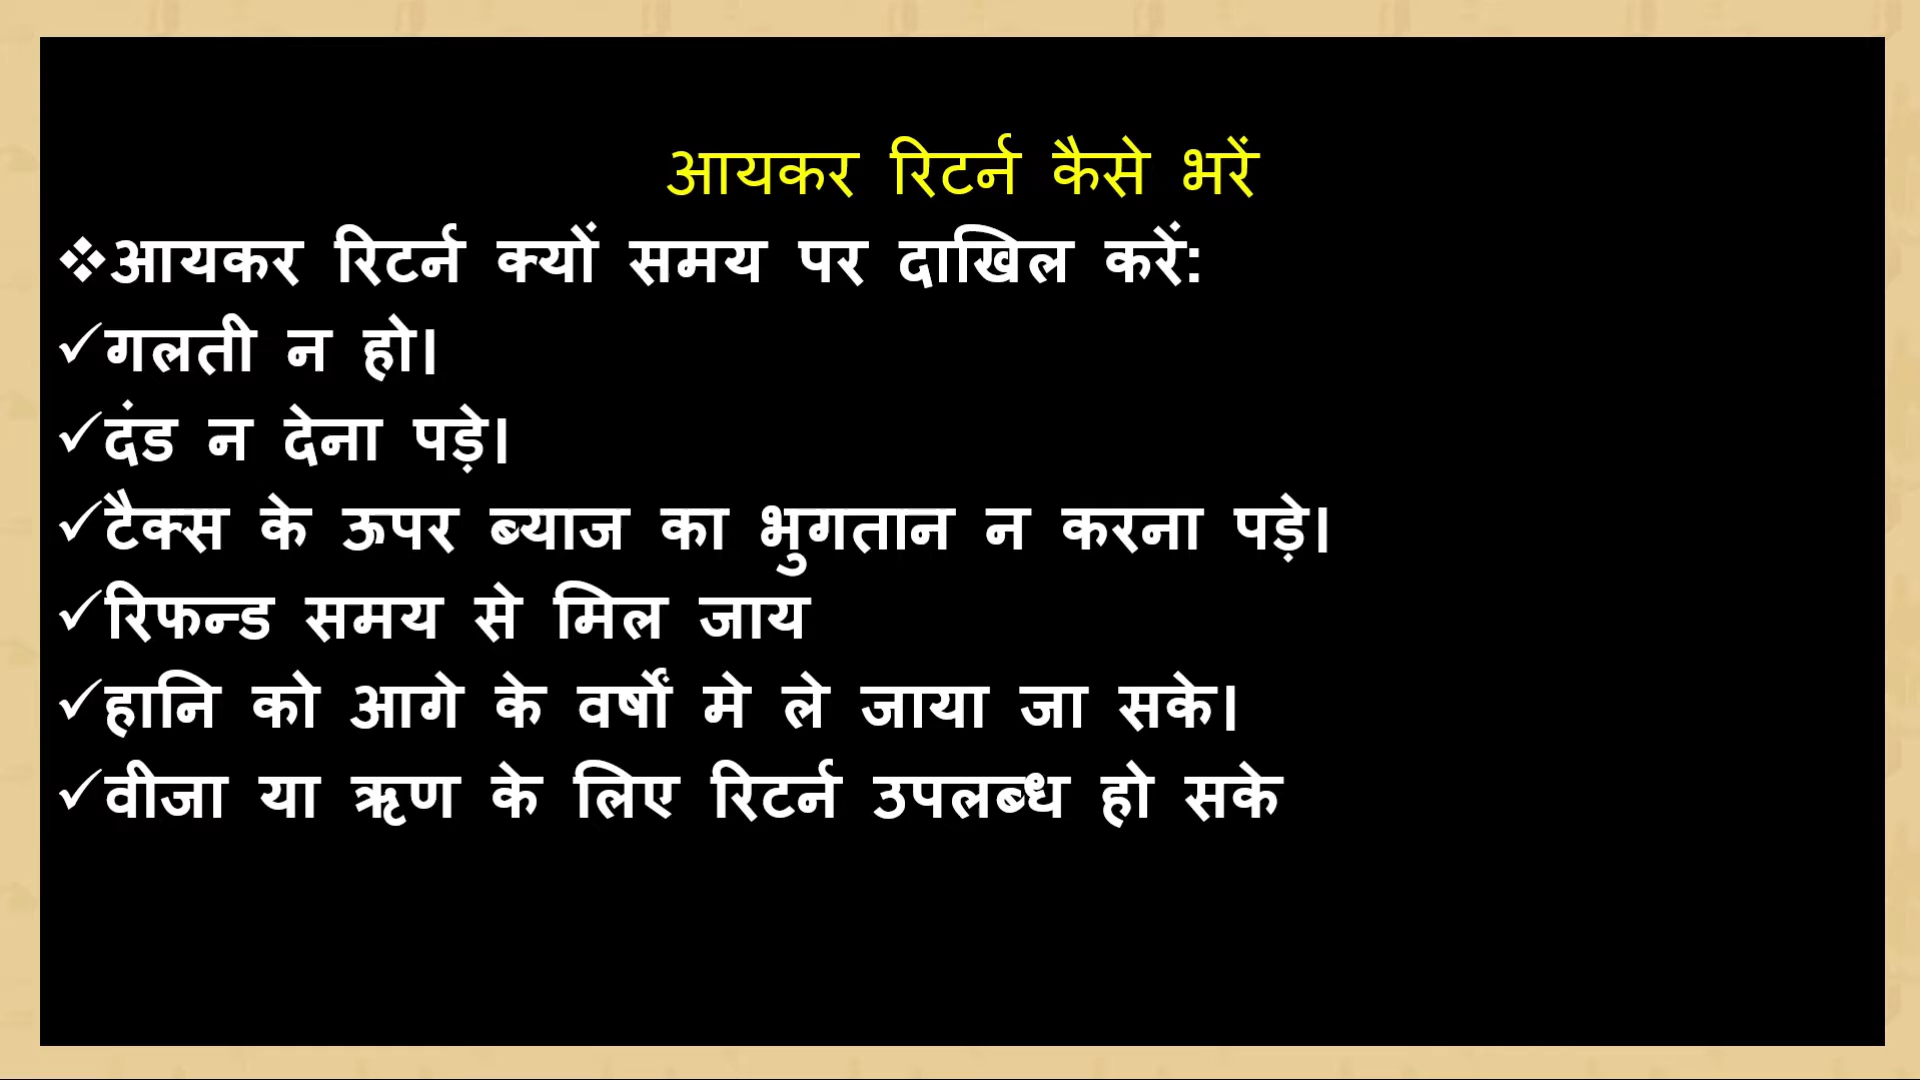 आयकर रिटर्न कैसे भरें
❖आयकर रिटर्न क्यों समय पर दाखिल करें:
✓गलती न हो।
✓दंड न देना पड़े।
✓टैक्स के ऊपर ब्याज का भुगतान न करना पड़े।
✓रिफन्ड समय से मिल जाय
✓हानि को आगे के वर्षों मे ले जाया जा सके।
✓वीजा या ऋण के लिए रिटर्न उपलब्ध हो सके